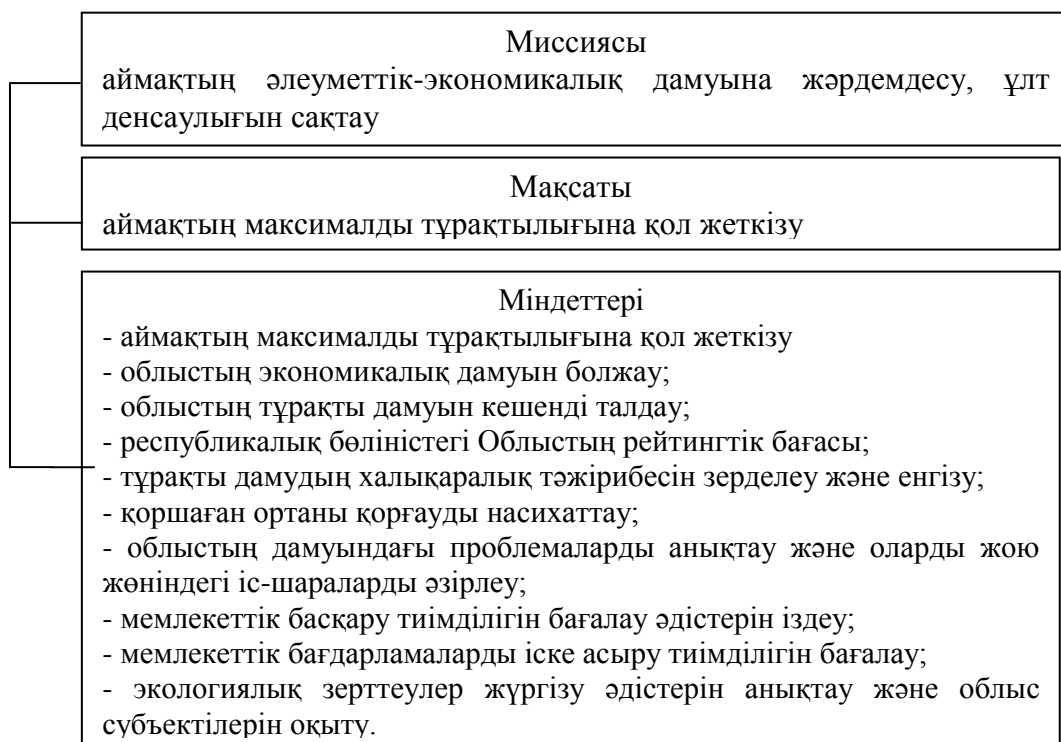 Миссиясы
аймақтың әлеуметтік-экономикалық дамуына жәрдемдесу, ұлт
денсаулығын сақтау
Мақсаты
аймақтың максималды тұрақтылығына қол жеткізу
Міндеттері
- аймақтың максималды тұрақтылығына қол жеткізу
- облыстың экономикалық дамуын болжау;
- облыстың тұрақты дамуын кешенді талдау;
- республикалық бөліністегі Облыстың рейтингтік бағасы;
- тұрақты дамудың халықаралық тәжірибесін зерделеу және енгізу;
- қоршаған ортаны қорғауды насихаттау;
- облыстың дамуындағы проблемаларды анықтау және оларды жою
жөніндегі іс-шараларды әзірлеу;
- мемлекеттік басқару тиімділігін бағалау әдістерін іздеу;
- мемлекеттік бағдарламаларды іске асыру тиімділігін бағалау;
- экологиялық зерттеулер жүргізу әдістерін анықтау және облыс
субъектілерін оқыту.